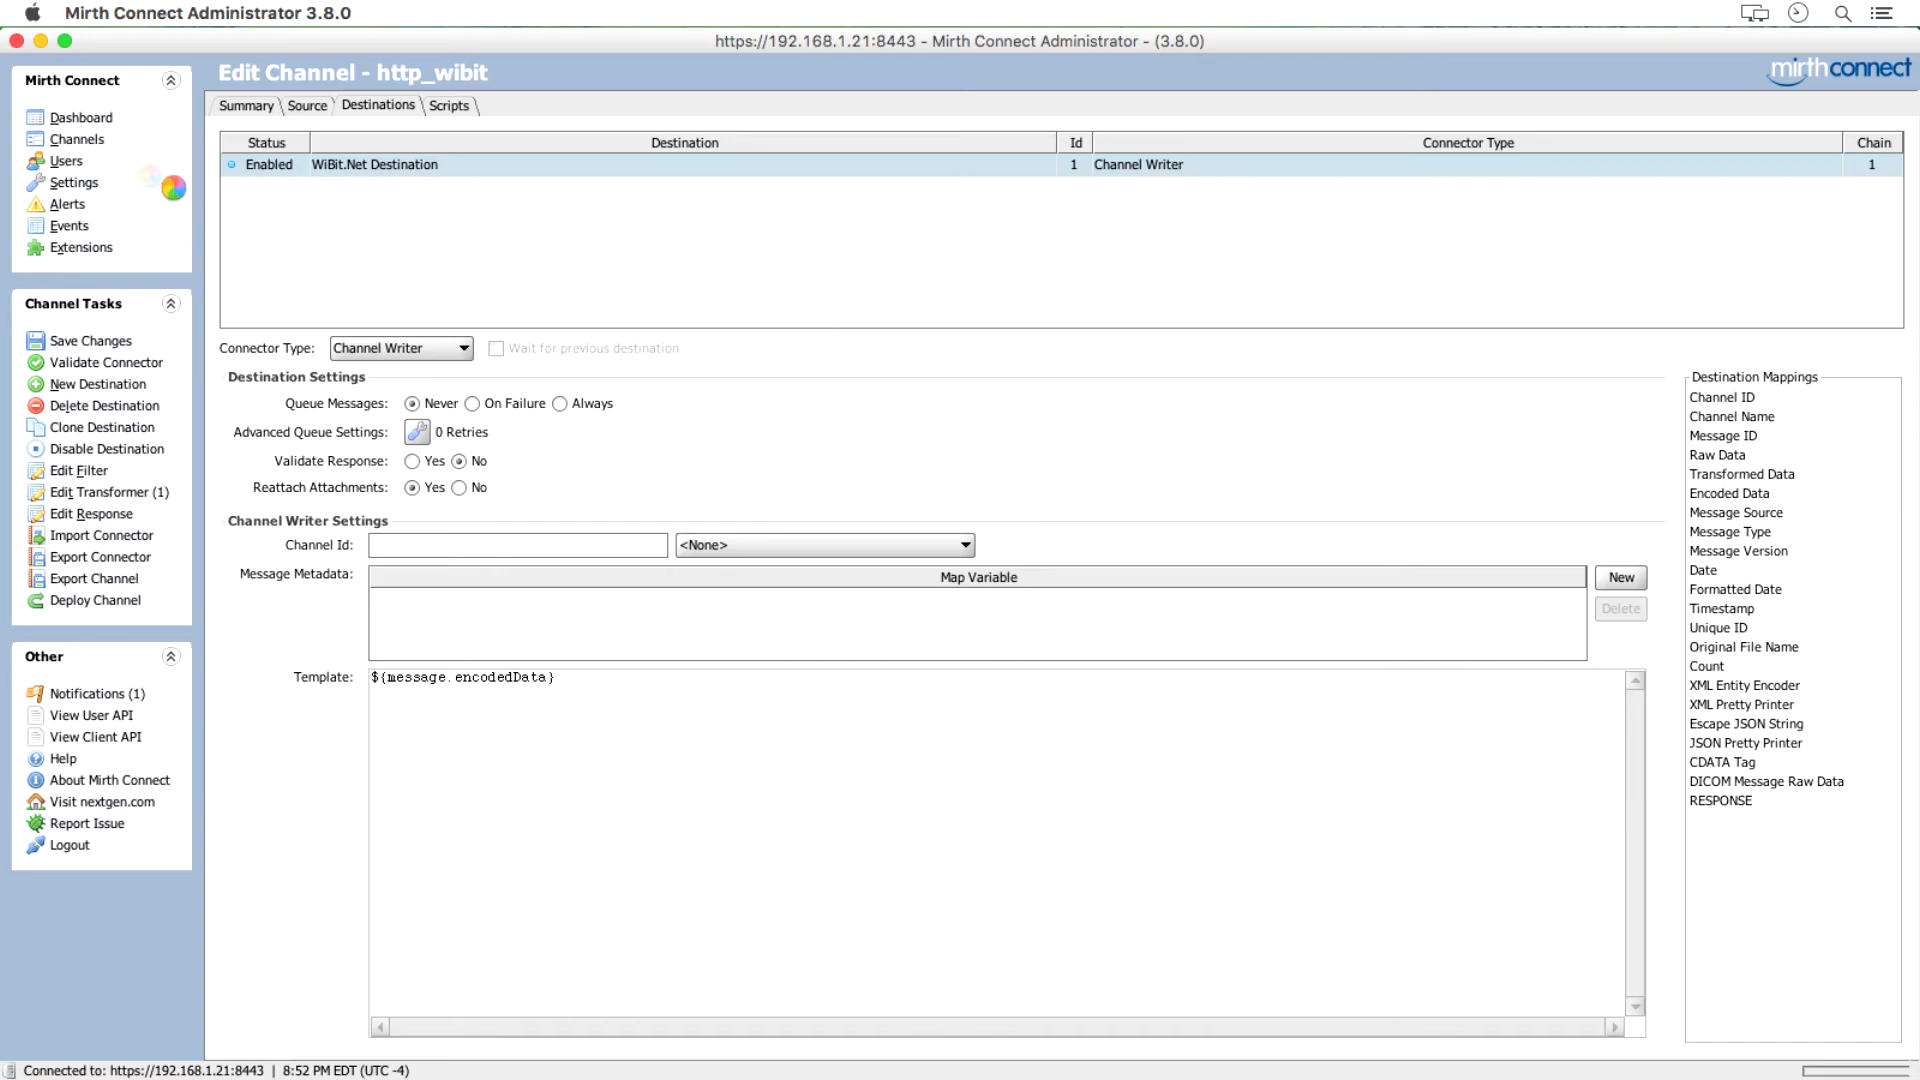 Mirth Connect Administrator 3.8.0
https://192.168.1.21:8443 - Mirth Connect Administrator - (3.8.0)
Mirth Connect
Dashboard
Channels
Users
Settings
Alerts
Events
Extensions
Channel Tasks
Save Changes
Validate Connector
New Destination
Delete Destination
Clone Destination
Disable Destination
Edit Filter
Edit Transformer (1)
Edit Response
Import Connector
Export Connector
Export Channel
Deploy Channel
Other
Notifications (1)
View User API
View Client API
Help
About Mirth Connect
Visit nextgen.com
Report Issue
Logout
Edit Channel - http_wibit
mirth connect
Summary Source Destinations Scripts
Status Destination Id Connector Type Chain
Enabled WiBit.Net Destination 1 Channel Writer 1
Connector Type: Channel Writer Wait for previous destination
Destination Settings
Queue Messages: Never On Failure Always
Advanced Queue Settings: 0 Retries
Validate Response: Yes No
Reattach Attachments: Yes No
Channel Writer Settings
Channel Id: <None>
Message Metadata: Map Variable New
Delete
Template: ${message.encodedData}
Destination Mappings
Channel ID
Channel Name
Message ID
Raw Data
Transformed Data
Encoded Data
Message Source
Message Type
Message Version
Date
Formatted Date
Timestamp
Unique ID
Original File Name
Count
XML Entity Encoder
XML Pretty Printer
Escape JSON String
JSON Pretty Printer
CDATA Tag
DICOM Message Raw Data
RESPONSE
Connected to: https://192.168.1.21:8443 | 8:52 PM EDT (UTC -4)